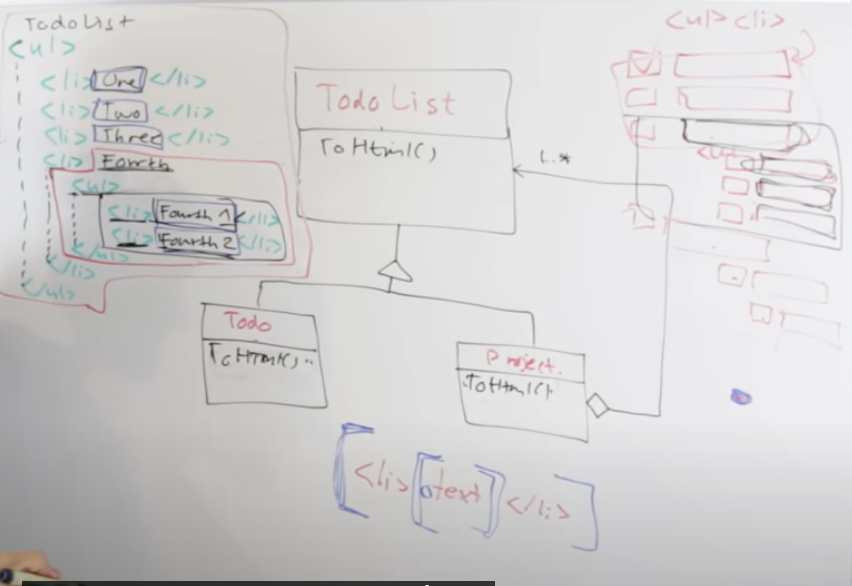 TodoList
<ul>
<li> One </li>
<li> Two </li>
<li> Three </li>
<li> Fourth
<ul>
<li> Fourth 1 </li>
<li> Fourth 2 </li>
</ul>
</li>
</ul>
Todo List
ToHtml()
1..*
Todo
ToHtml()..
Project.
ToHtml()
<li> text </li>
<ul> <li>
<ul>